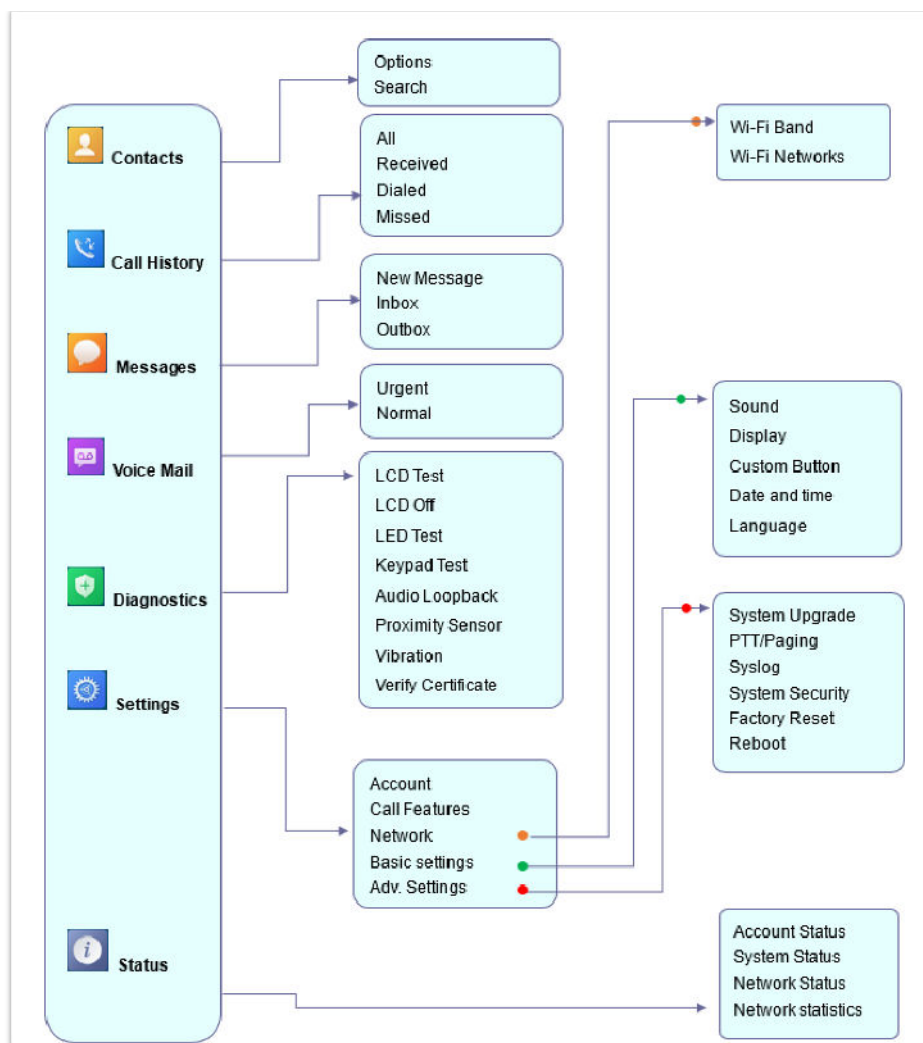 Contacts
Call History
Messages
Voice Mail
Diagnostics
Settings
Status
Options
Search
All
Received
Dialed
Missed
New Message
Inbox
Outbox
Urgent
Normal
LCD Test
LCD Off
LED Test
Keypad Test
Audio Loopback
Proximity Sensor
Vibration
Verify Certificate
Account
Call Features
Network
Basic settings
Adv. Settings
Wi-Fi Band
Wi-Fi Networks
Sound
Display
Custom Button
Date and time
Language
System Upgrade
PTT/Paging
Syslog
System Security
Factory Reset
Reboot
Account Status
System Status
Network Status
Network statistics